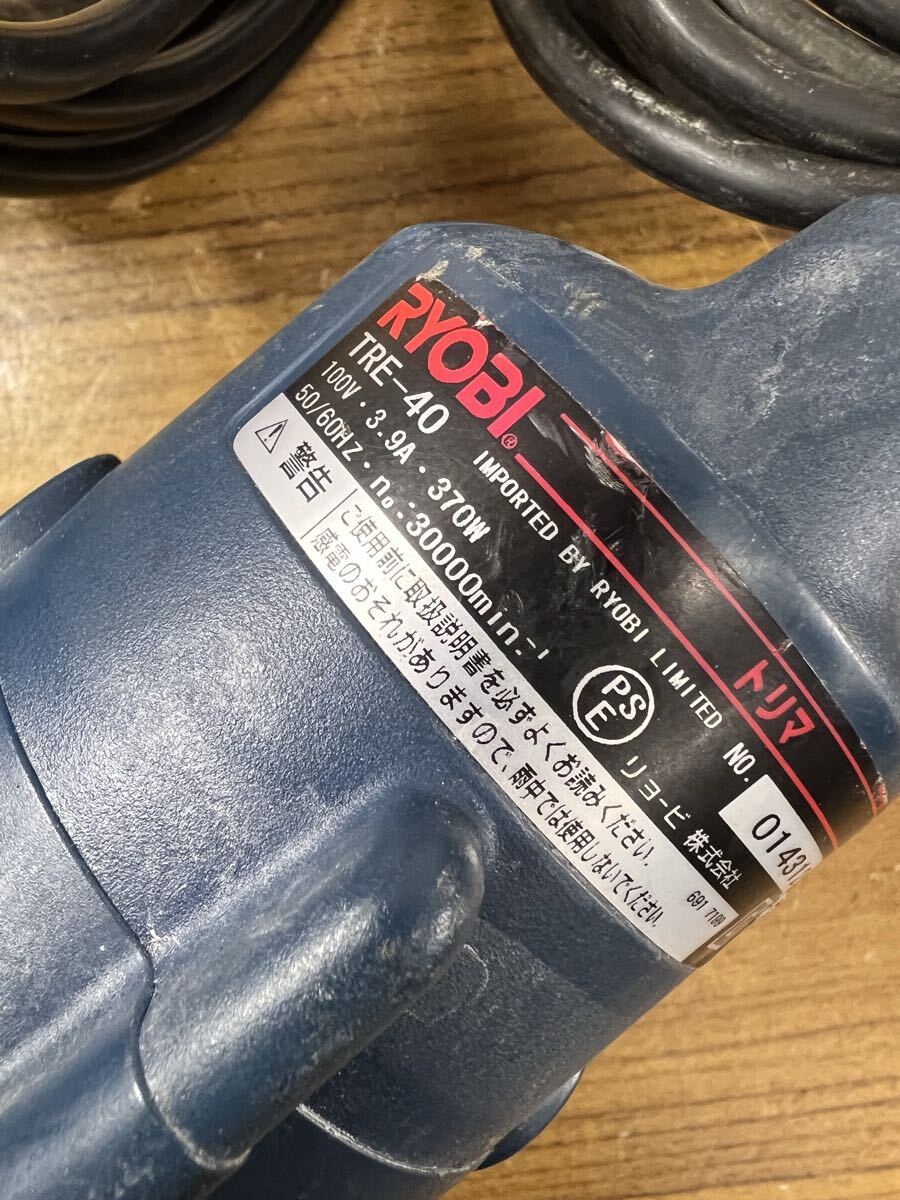 RYOBI®
トリマ
TRE-40
IMPORTED BY RYOBI LIMITED NO.
100V・3.9A・370W
50/60HZ・n₀:30000min⁻¹
PSE
リョービ 株式会社
691 7199
⚠ 警告
ご使用前に取扱説明書を必ずよくお読みください。
感電のおそれがありますので、雨中では使用しないでください。